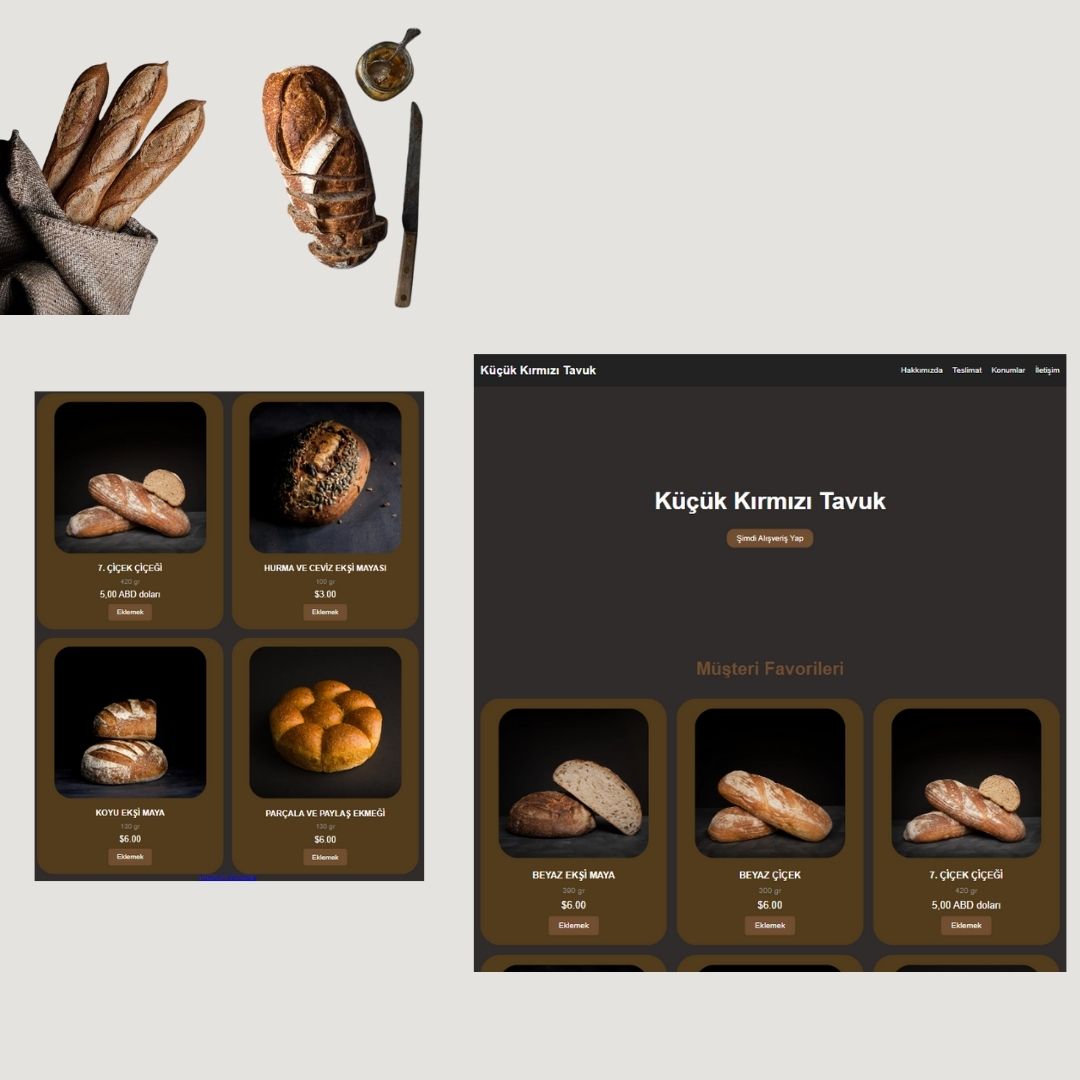 Küçük Kırmızı Tavuk
Hakkımızda Teslimat Konumlar İletişim
Küçük Kırmızı Tavuk
Şimdi Alışveriş Yap
Müşteri Favorileri
BEYAZ EKŞİ MAYA
390 gr
$6.00
Eklemek
BEYAZ ÇİÇEK
300 gr
$6.00
Eklemek
7. ÇİÇEK ÇİÇEĞİ
420 gr
5,00 ABD doları
Eklemek
7. ÇİÇEK ÇİÇEĞİ
420 gr
5,00 ABD doları
Eklemek
HURMA VE CEVİZ EKŞİ MAYASI
100 gr
$3.00
Eklemek
KOYU EKŞİ MAYA
120 gr
$6.00
Eklemek
PARÇALA VE PAYLAŞ EKMEĞİ
130 gr
$6.00
Eklemek